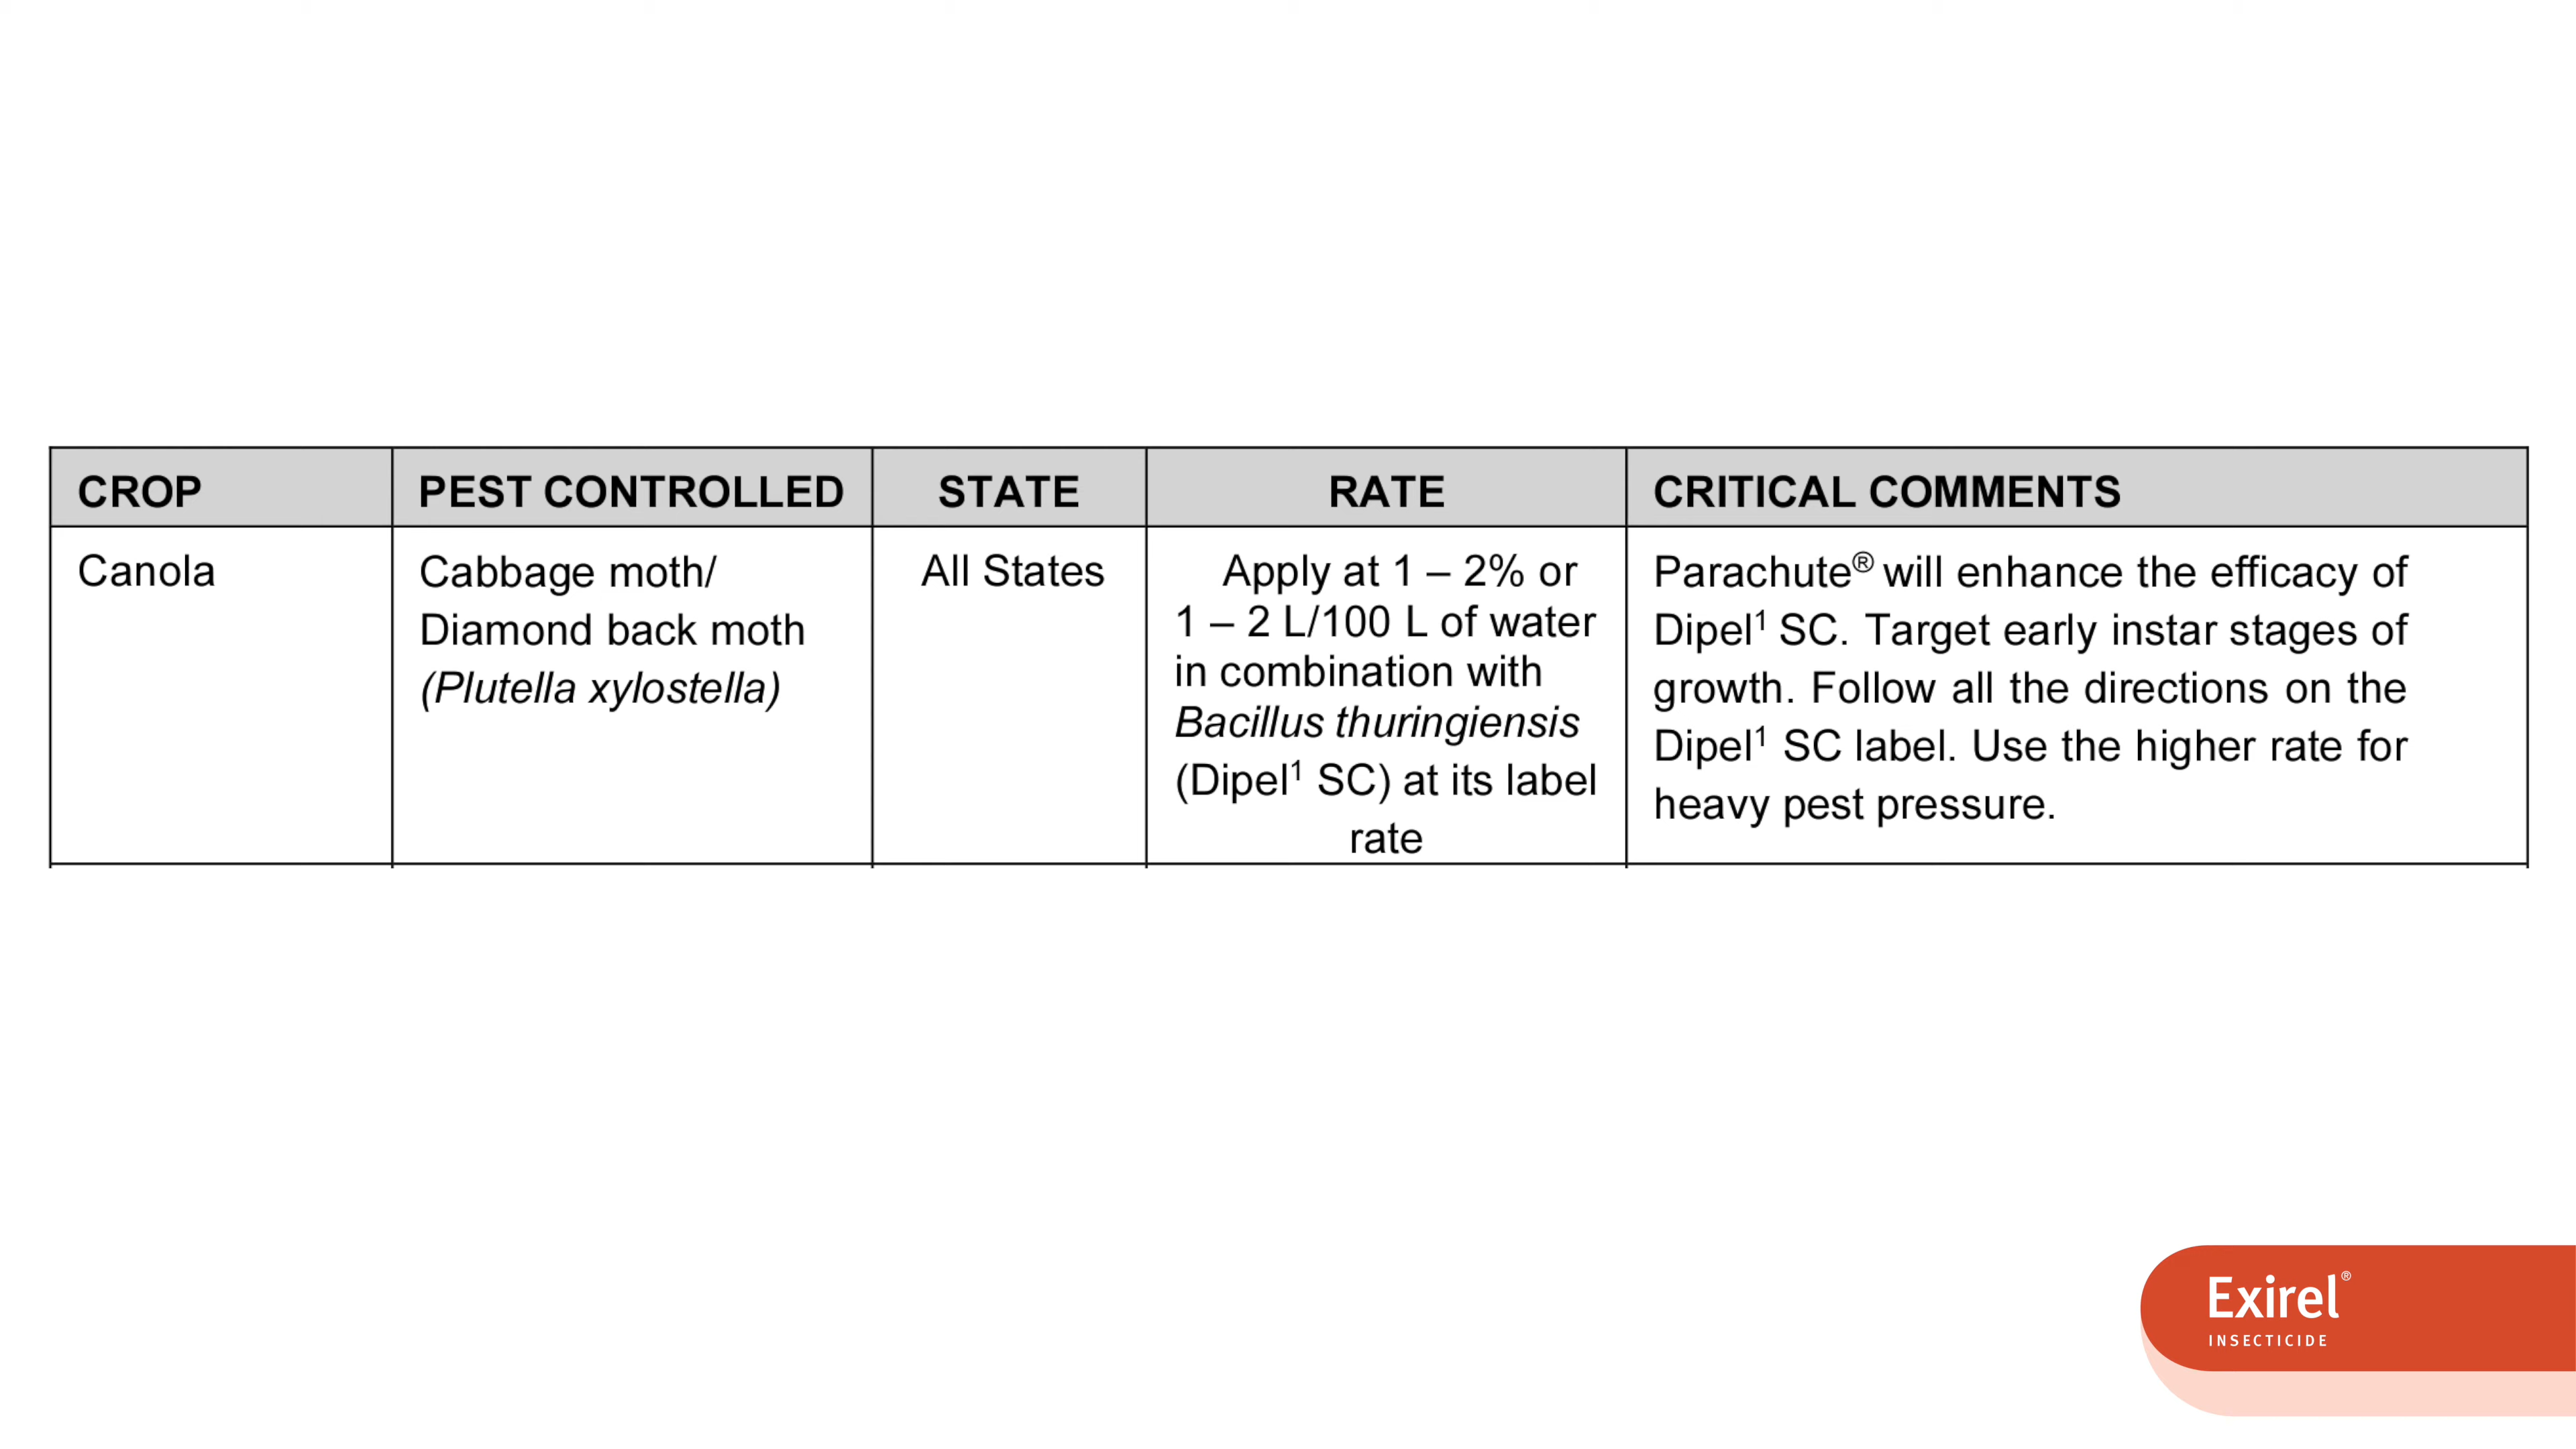 CROP
PEST CONTROLLED
STATE
RATE
CRITICAL COMMENTS
Canola
Cabbage moth/
Diamond back moth
(Plutella xylostella)
All States
Apply at 1 – 2% or
1 – 2 L/100 L of water
in combination with
Bacillus thuringiensis
(Dipel¹ SC) at its label
rate
Parachute® will enhance the efficacy of
Dipel¹ SC. Target early instar stages of
growth. Follow all the directions on the
Dipel¹ SC label. Use the higher rate for
heavy pest pressure.
Exirel®
INSECTICIDE